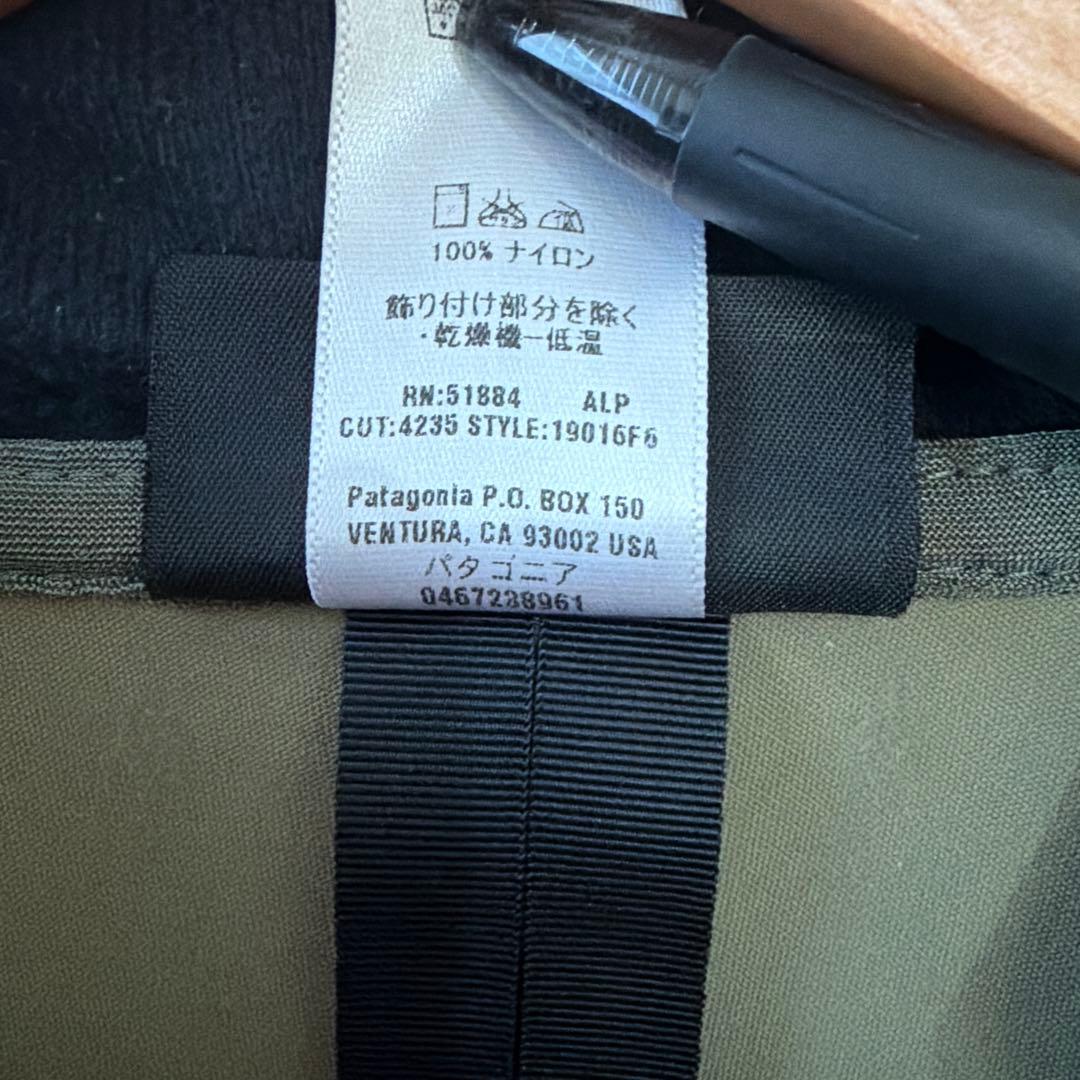 100% ナイロン
飾り付け部分を除く
・乾燥機ー低温
RN:51884 ALP
CUT:4235 STYLE:19016F6
Patagonia P.O. BOX 150
VENTURA, CA 93002 USA
パタゴニア
0467238961